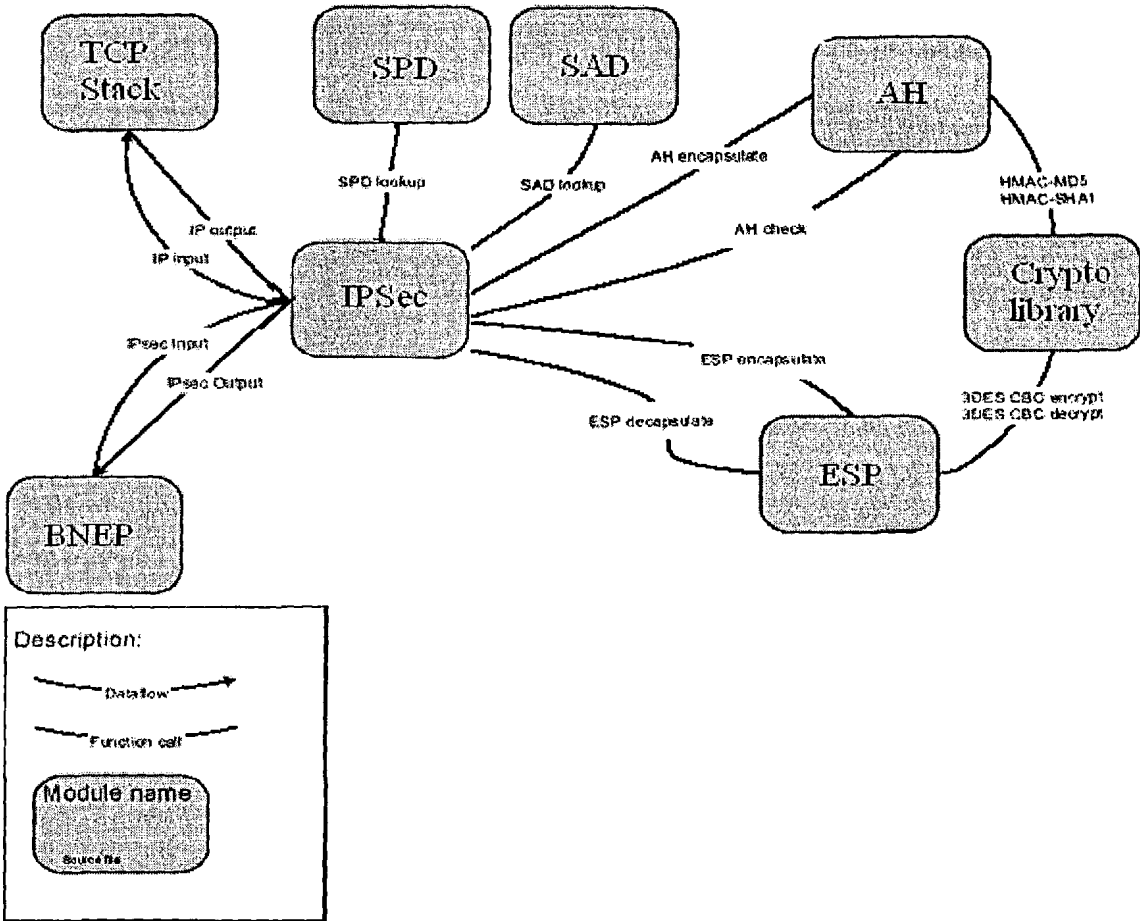 TCP
Stack
SPD
SAD
AH
SPD lookup
SAD lookup
AH encapsulate
HMAC-MD5
HMAC-SHA1
IP output
IP input
AH check
IPSec
Crypto
library
IPsec Input
IPsec Output
ESP encapsulate
ESP decapsulate
3DES CBC encrypt
3DES CBC decrypt
ESP
BNEP
Description:
Dataflow
Function call
Module name
Source file